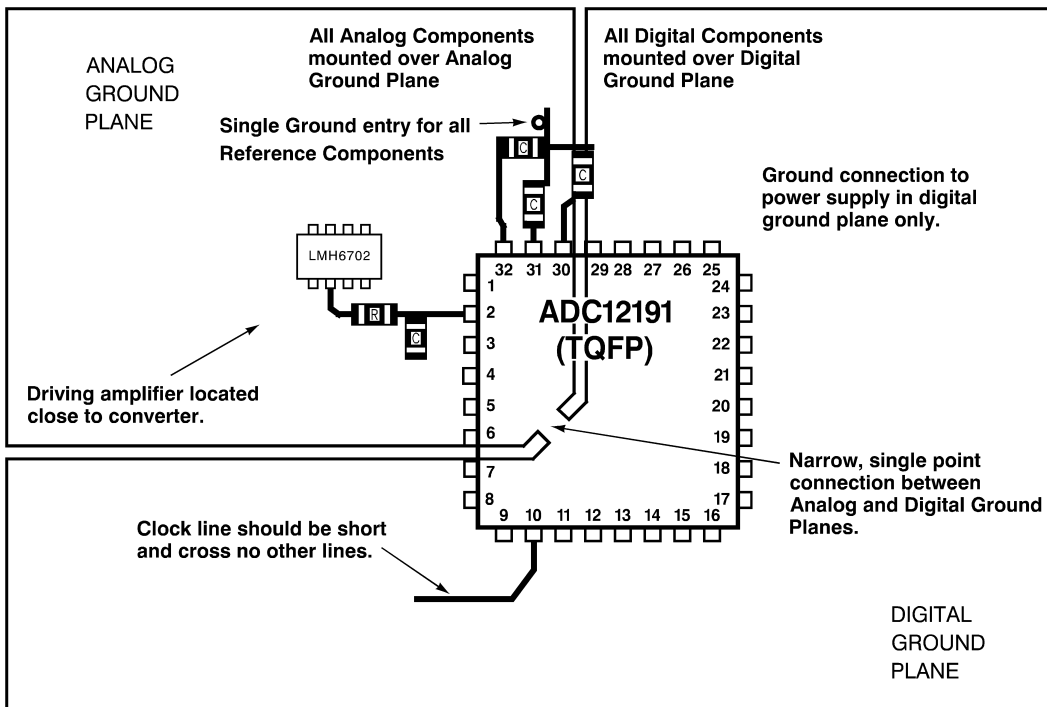 ANALOG
GROUND
PLANE
All Analog Components
mounted over Analog
Ground Plane
All Digital Components
mounted over Digital
Ground Plane
Single Ground entry for all
Reference Components
C
C
C
Ground connection to
power supply in digital
ground plane only.
LMH6702
R
C
32 31 30 29 28 27 26 25
1
2
3
4
5
6
7
8
24
23
22
21
20
19
18
17
ADC12191
(TQFP)
9 10 11 12 13 14 15 16
Driving amplifier located
close to converter.
Narrow, single point
connection between
Analog and Digital Ground
Planes.
Clock line should be short
and cross no other lines.
DIGITAL
GROUND
PLANE